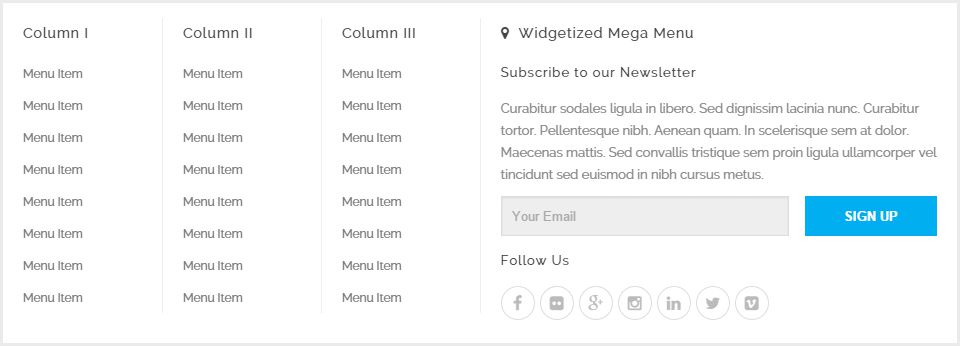 Column I
Menu Item
Menu Item
Menu Item
Menu Item
Menu Item
Menu Item
Menu Item
Menu Item
Column II
Menu Item
Menu Item
Menu Item
Menu Item
Menu Item
Menu Item
Menu Item
Menu Item
Column III
Menu Item
Menu Item
Menu Item
Menu Item
Menu Item
Menu Item
Menu Item
Menu Item
Widgetized Mega Menu
Subscribe to our Newsletter
Curabitur sodales ligula in libero. Sed dignissim lacinia nunc. Curabitur
tortor. Pellentesque nibh. Aenean quam. In scelerisque sem at dolor.
Maecenas mattis. Sed convallis tristique sem proin ligula ullamcorper vel
tincidunt sed euismod in nibh cursus metus.
Your Email
SIGN UP
Follow Us